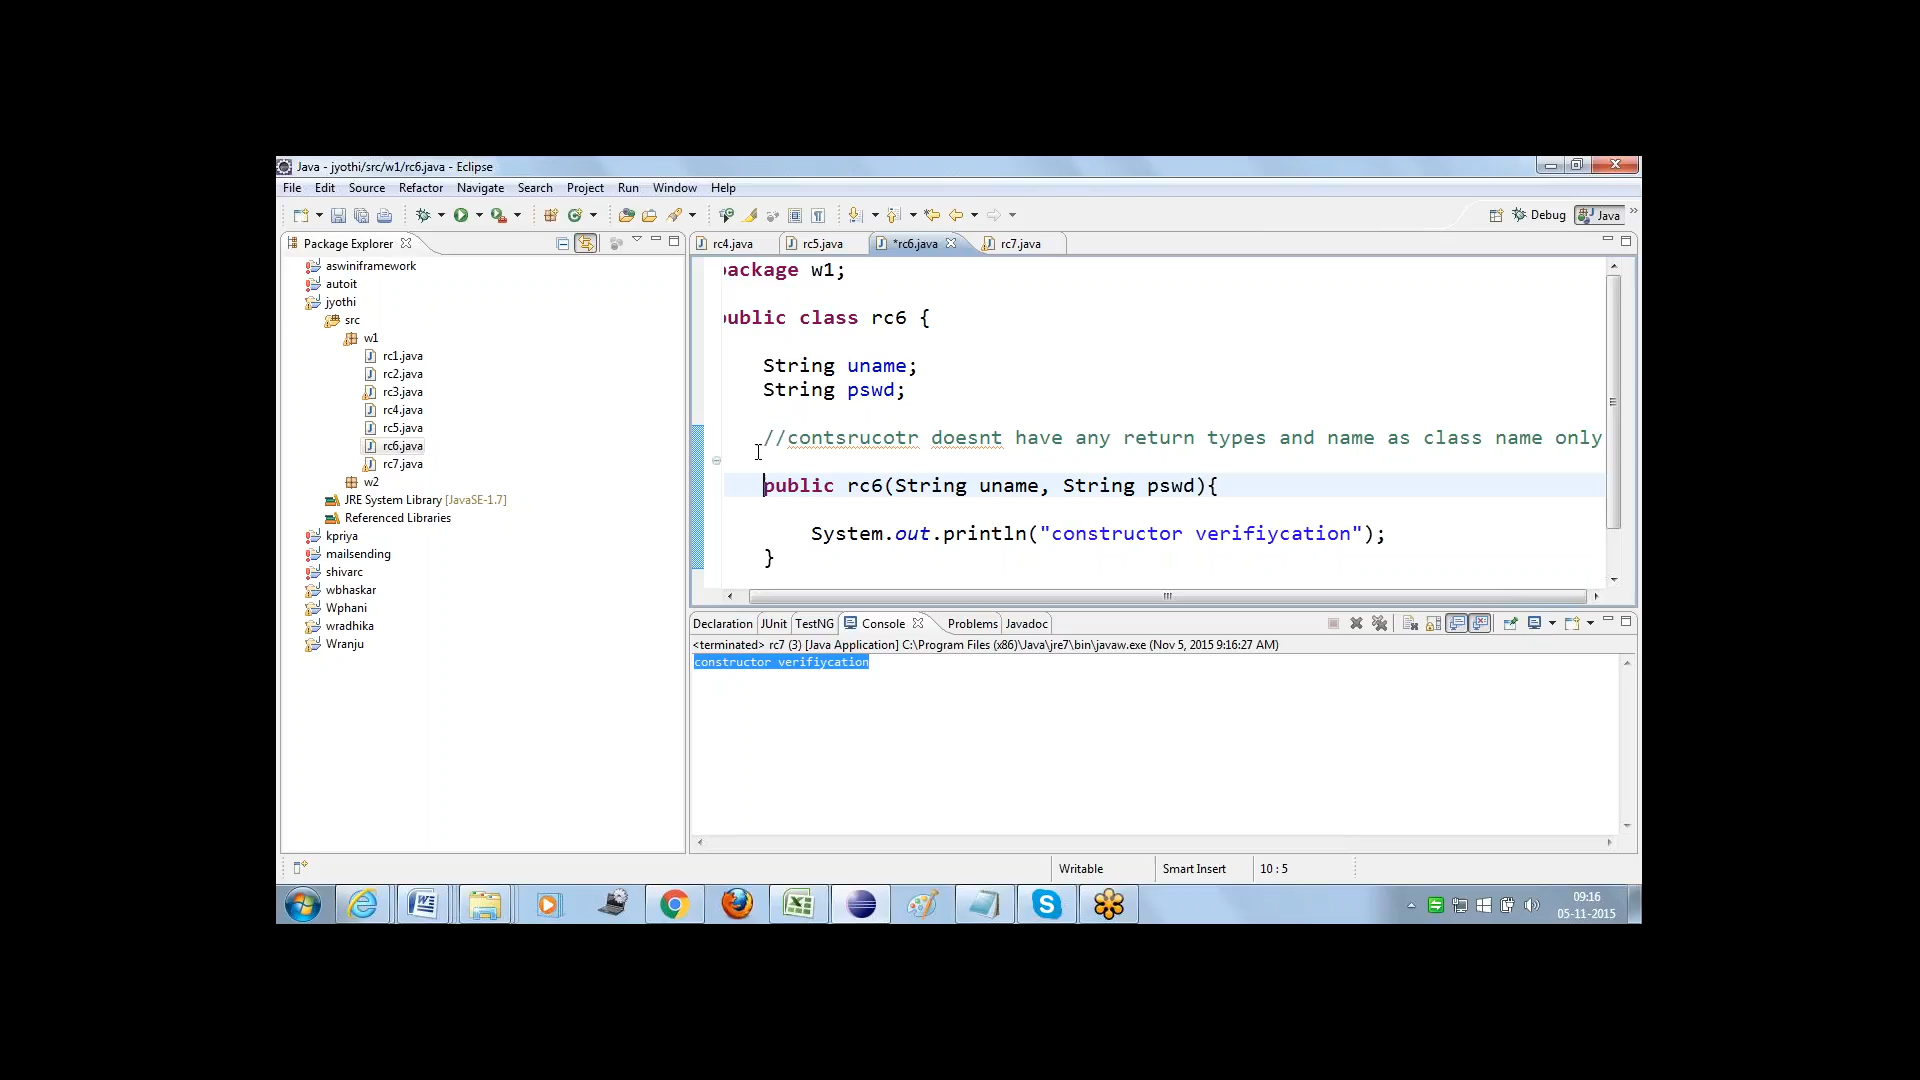 Java - jyothi/src/w1/rc6.java - Eclipse
File Edit Source Refactor Navigate Search Project Run Window Help
Debug Java
Package Explorer
aswiniframework
autoit
jyothi
src
w1
rc1.java
rc2.java
rc3.java
rc4.java
rc5.java
rc6.java
rc7.java
w2
JRE System Library [JavaSE-1.7]
Referenced Libraries
kpriya
mailsending
shivarc
wbhaskar
Wphani
wradhika
Wranju
rc4.java rc5.java *rc6.java rc7.java
package w1;
public class rc6 {
String uname;
String pswd;
//contsrucotr doesnt have any return types and name as class name only
public rc6(String uname, String pswd){
System.out.println("constructor verifiycation");
}
Declaration JUnit TestNG Console Problems Javadoc
<terminated> rc7 (3) [Java Application] C:\Program Files (x86)\Java\jre7\bin\javaw.exe (Nov 5, 2015 9:16:27 AM)
constructor verifiycation
Writable Smart Insert 10 : 5
09:16
05-11-2015